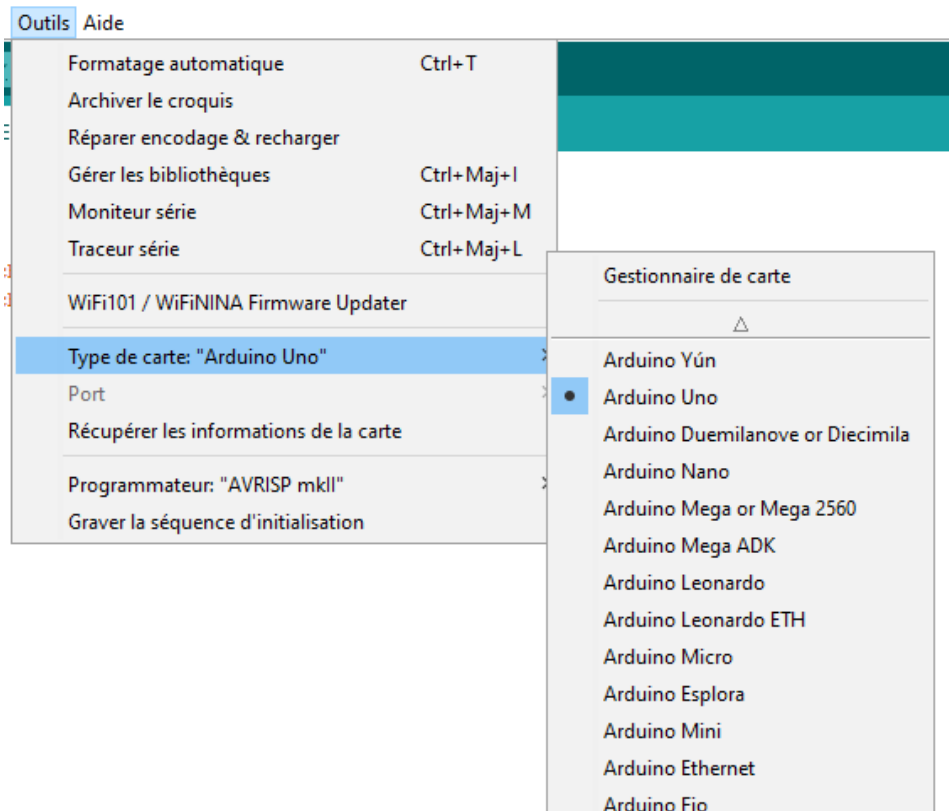 Outils Aide
Formatage automatique Ctrl+T
Archiver le croquis
Réparer encodage & recharger
Gérer les bibliothèques Ctrl+Maj+I
Moniteur série Ctrl+Maj+M
Traceur série Ctrl+Maj+L
WiFi101 / WiFiNINA Firmware Updater
Type de carte: "Arduino Uno"
Port
Récupérer les informations de la carte
Programmateur: "AVRISP mkII"
Graver la séquence d'initialisation
Gestionnaire de carte
Arduino Yún
Arduino Uno
Arduino Duemilanove or Diecimila
Arduino Nano
Arduino Mega or Mega 2560
Arduino Mega ADK
Arduino Leonardo
Arduino Leonardo ETH
Arduino Micro
Arduino Esplora
Arduino Mini
Arduino Ethernet
Arduino Fio